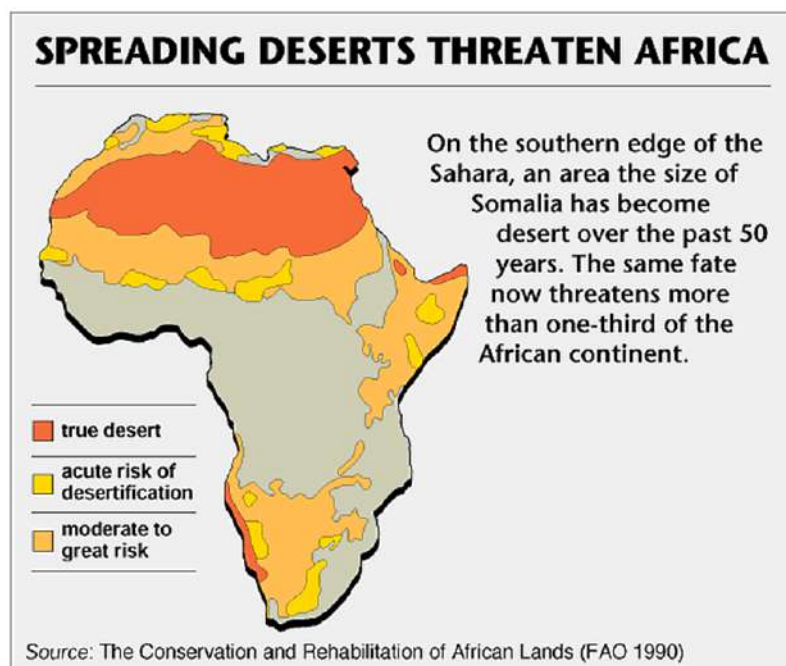 SPREADING DESERTS THREATEN AFRICA
On the southern edge of the
Sahara, an area the size of
Somalia has become
desert over the past 50
years. The same fate
now threatens more
than one-third of the
African continent.
true desert
acute risk of
desertification
moderate to
great risk
Source: The Conservation and Rehabilitation of African Lands (FAO 1990)